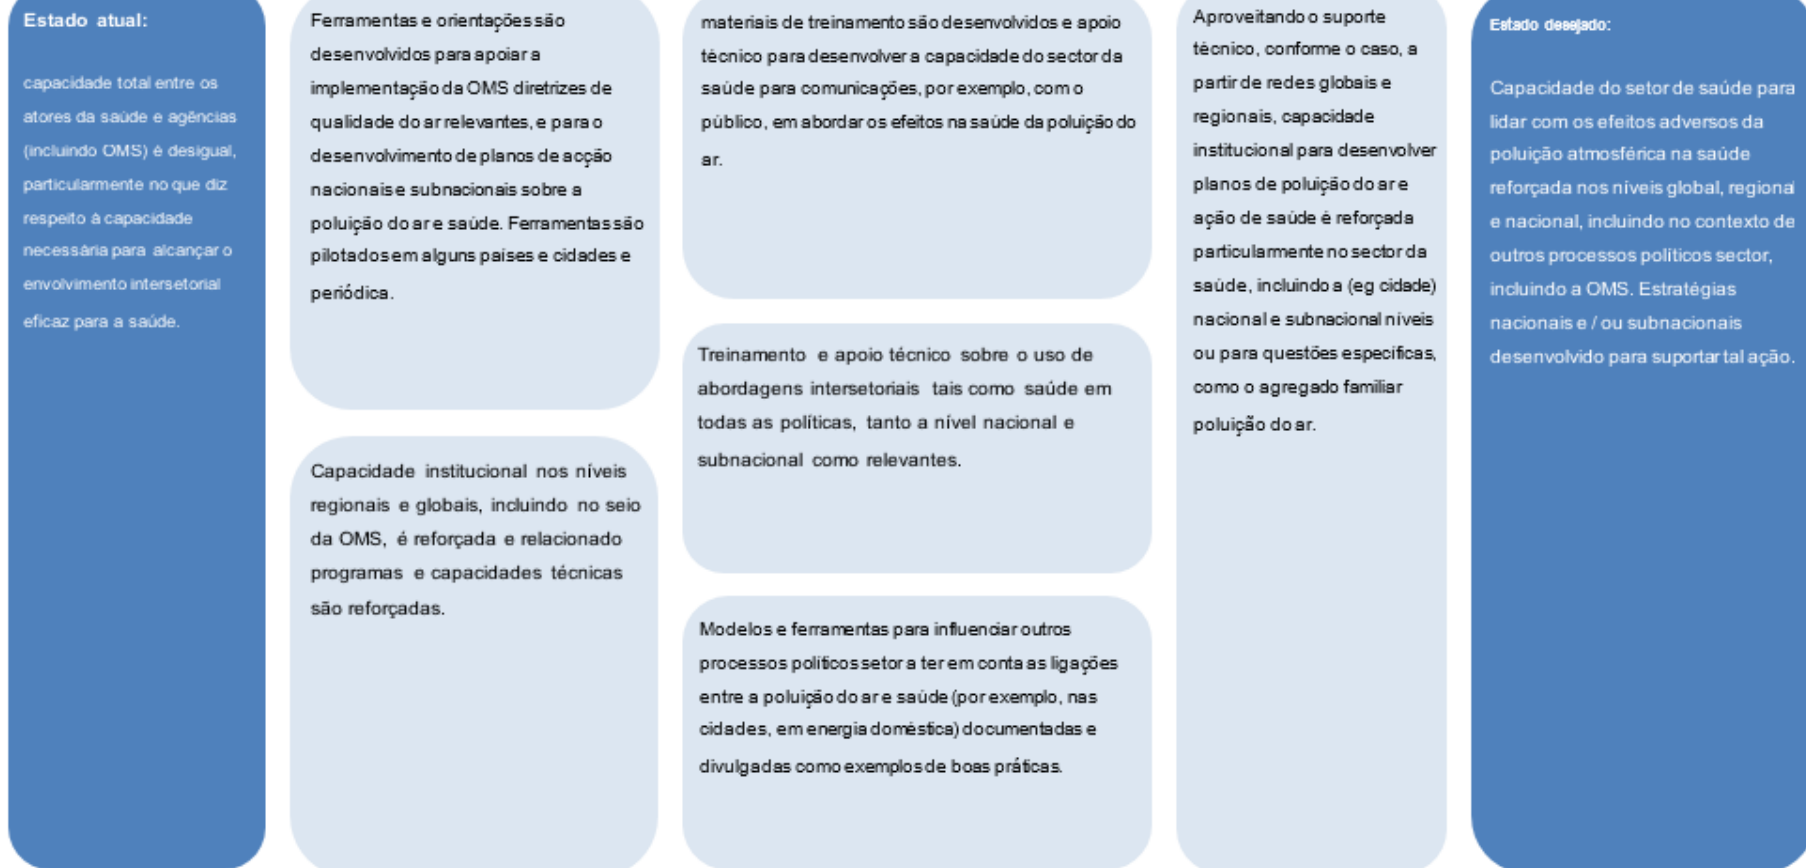 Estado atual:
capacidade total entre os
atores da saúde e agências
(incluindo OMS) é desigual,
particularmente no que diz
respeito à capacidade
necessária para alcançar o
envolvimento intersetorial
eficaz para a saúde.
Ferramentas e orientações são
desenvolvidos para apoiar a
implementação da OMS diretrizes de
qualidade do ar relevantes, e para o
desenvolvimento de planos de acção
nacionais e subnacionais sobre a
poluição do ar e saúde. Ferramentas são
pilotados em alguns países e cidades e
periódica.
Capacidade institucional nos níveis
regionais e globais, incluindo no seio
da OMS, é reforçada e relacionado
programas e capacidades técnicas
são reforçadas.
materiais de treinamento são desenvolvidos e apoio
técnico para desenvolver a capacidade do sector da
saúde para comunicações, por exemplo, com o
público, em abordar os efeitos na saúde da poluição do
ar.
Treinamento e apoio técnico sobre o uso de
abordagens intersetoriais tais como saúde em
todas as políticas, tanto a nível nacional e
subnacional como relevantes.
Modelos e ferramentas para influenciar outros
processos políticos setor a ter em conta as ligações
entre a poluição do ar e saúde (por exemplo, nas
cidades, em energia doméstica) documentadas e
divulgadas como exemplos de boas práticas.
Aproveitando o suporte
técnico, conforme o caso, a
partir de redes globais e
regionais, capacidade
institucional para desenvolver
planos de poluição do ar e
ação de saúde é reforçada
particularmente no sector da
saúde, incluindo a (eg cidade)
nacional e subnacional níveis
ou para questões específicas,
como o agregado familiar
poluição do ar.
Estado desejado:
Capacidade do setor de saúde para
lidar com os efeitos adversos da
poluição atmosférica na saúde
reforçada nos níveis global, regional
e nacional, incluindo no contexto de
outros processos políticos sector,
incluindo a OMS. Estratégias
nacionais e / ou subnacionais
desenvolvido para suportar tal ação.